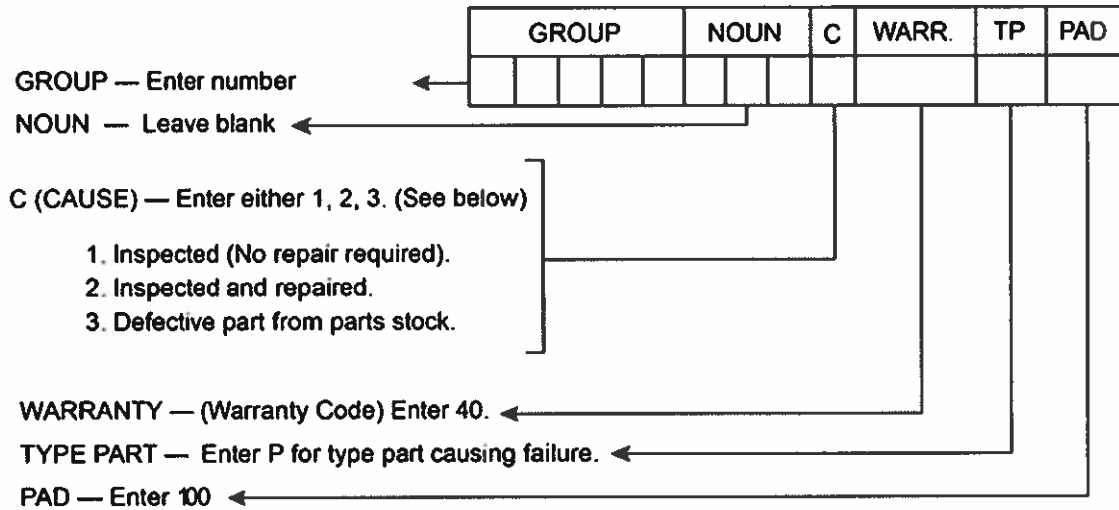 GROUP NOUN C WARR. TP PAD
GROUP — Enter number
NOUN — Leave blank
C (CAUSE) — Enter either 1, 2, 3. (See below)
1. Inspected (No repair required).
2. Inspected and repaired.
3. Defective part from parts stock.
WARRANTY — (Warranty Code) Enter 40.
TYPE PART — Enter P for type part causing failure.
PAD — Enter 100